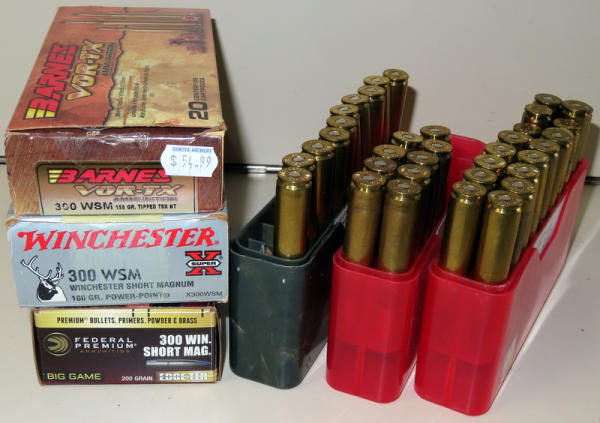 BARNES
VOR-TX
AMMUNITION
20
DAKOTA ARCHERY
$54.99
BARNES
VOR-TX
AMMUNITION
300 WSM
WINCHESTER
SUPER X
300 WSM
WINCHESTER SHORT MAGNUM
180 GR. POWER-POINT®
X300WSM
PREMIUM® BULLETS, PRIMERS, POWDER & BRASS
FEDERAL
PREMIUM
AMMUNITION
300 WIN.
SHORT MAG.
BIG GAME
200 GRAIN
EDGE TLR